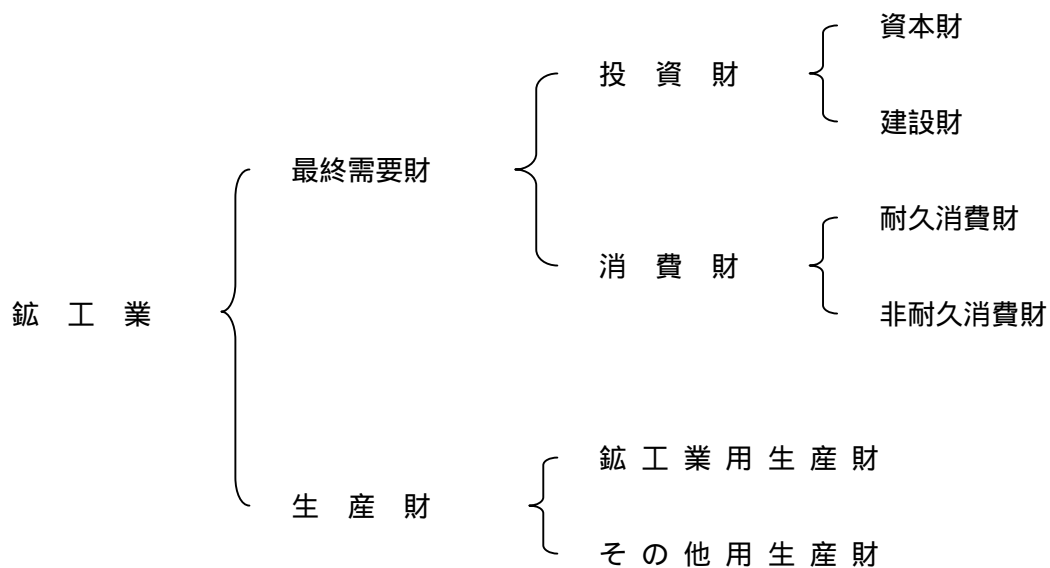 資本財
投　資　財
建設財
最終需要財
耐久消費財
消　費　財
鉱　工　業
非耐久消費財
鉱 工 業 用 生 産 財
生　産　財
そ の 他 用 生 産 財